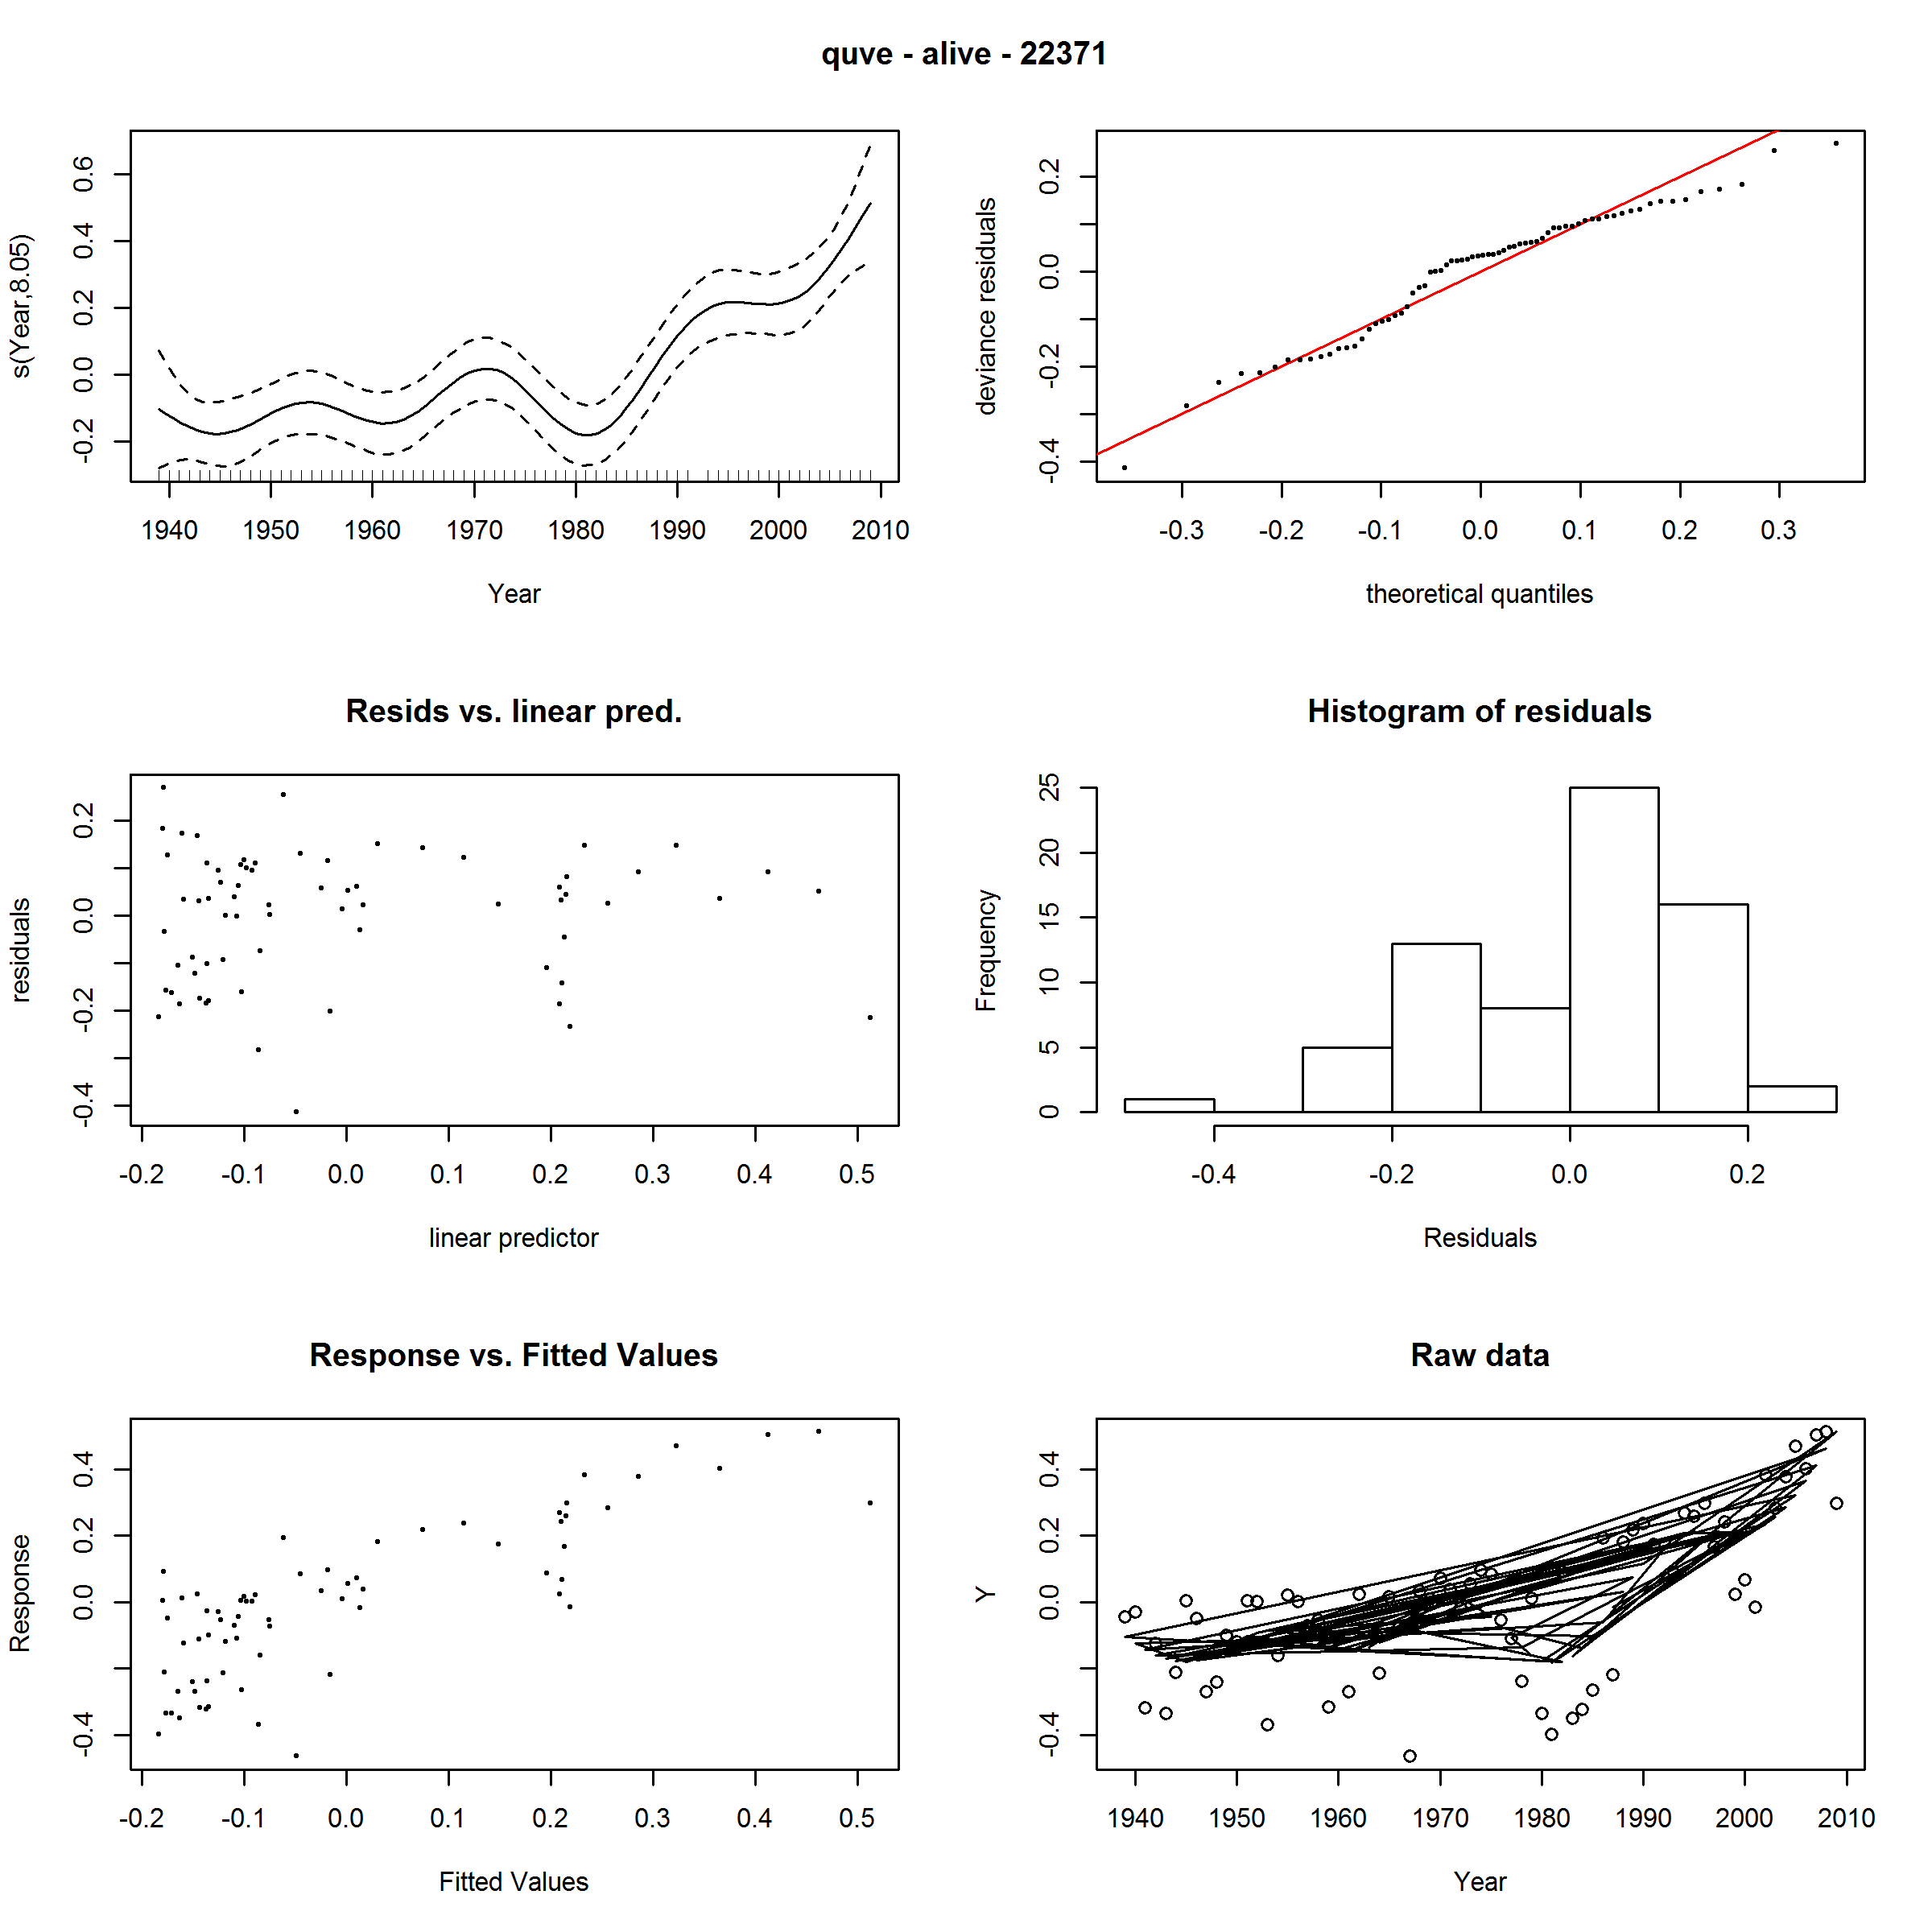 quve - alive - 22371
s(Year,8.05)
-0.2 0.0 0.2 0.4 0.6
1940 1950 1960 1970 1980 1990 2000 2010
Year
deviance residuals
-0.4 -0.2 0.0 0.2
-0.3 -0.2 -0.1 0.0 0.1 0.2 0.3
theoretical quantiles
Resids vs. linear pred.
residuals
-0.4 -0.2 0.0 0.2
-0.2 -0.1 0.0 0.1 0.2 0.3 0.4 0.5
linear predictor
Histogram of residuals
Frequency
0 5 10 15 20 25
-0.4 -0.2 0.0 0.2
Residuals
Response vs. Fitted Values
Response
-0.4 0.0 0.2 0.4
-0.2 -0.1 0.0 0.1 0.2 0.3 0.4 0.5
Fitted Values
Raw data
Y
-0.4 0.0 0.2 0.4
1940 1950 1960 1970 1980 1990 2000 2010
Year